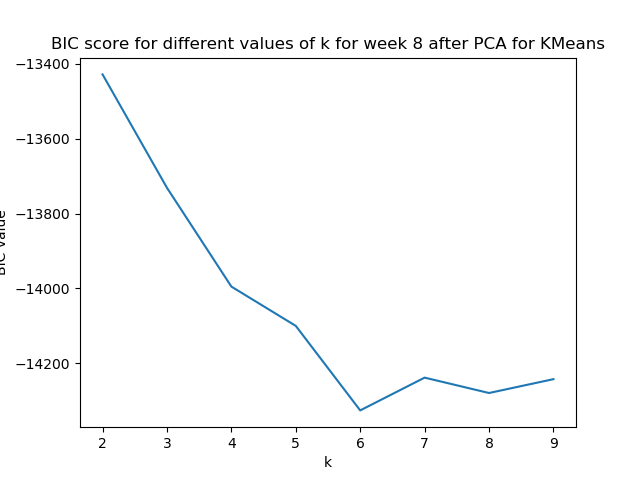 BIC score for different values of k for week 8 after PCA for KMeans
−13400
−13600
−13800
−14000
−14200
BIC value
2 3 4 5 6 7 8 9
k